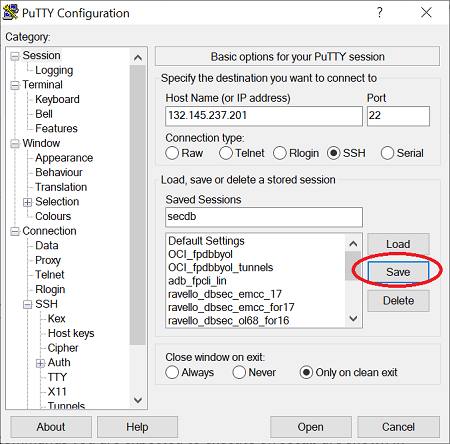 PuTTY Configuration
?
Category:
Session
Logging
Terminal
Keyboard
Bell
Features
Window
Appearance
Behaviour
Translation
Selection
Colours
Connection
Data
Proxy
Telnet
Rlogin
SSH
Kex
Host keys
Cipher
Auth
TTY
X11
Tunnels
Basic options for your PuTTY session
Specify the destination you want to connect to
Host Name (or IP address) Port
132.145.237.201 22
Connection type:
Raw Telnet Rlogin SSH Serial
Load, save or delete a stored session
Saved Sessions
secdb
Default Settings
OCI_fpdbbyol
OCI_fpdbbyol_tunnels
adb_fpcli_lin
ravello_dbsec_emcc_17
ravello_dbsec_emcc_for17
ravello_dbsec_ol68_for16
Load
Save
Delete
Close window on exit:
Always Never Only on clean exit
About Help Open Cancel